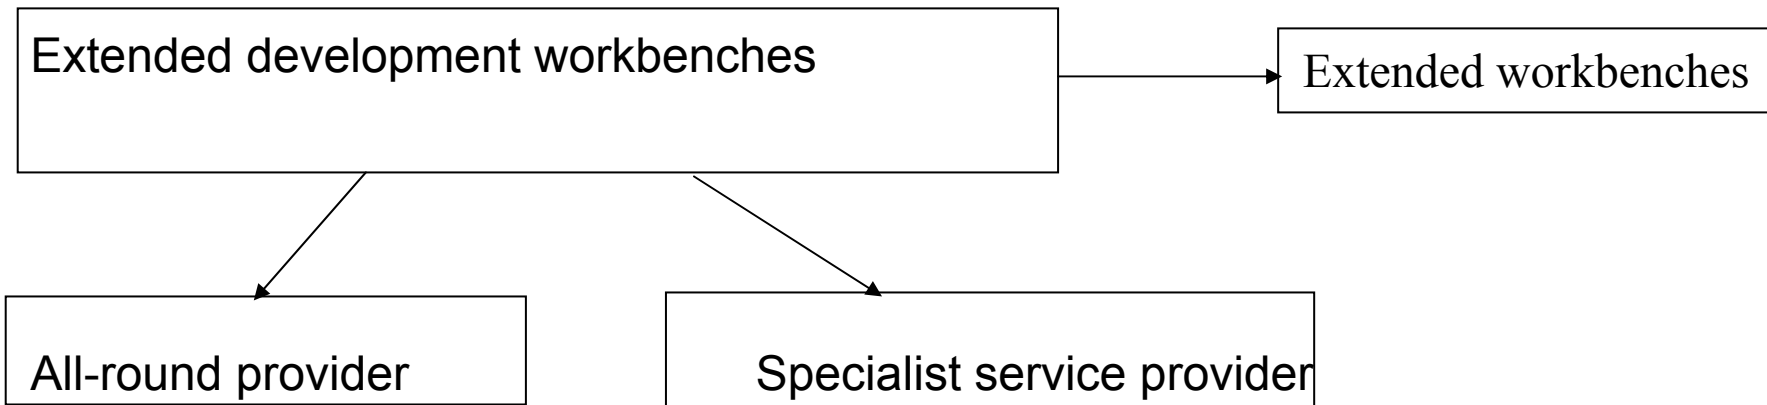 Extended development workbenches
Extended workbenches
All-round provider
Specialist service provider